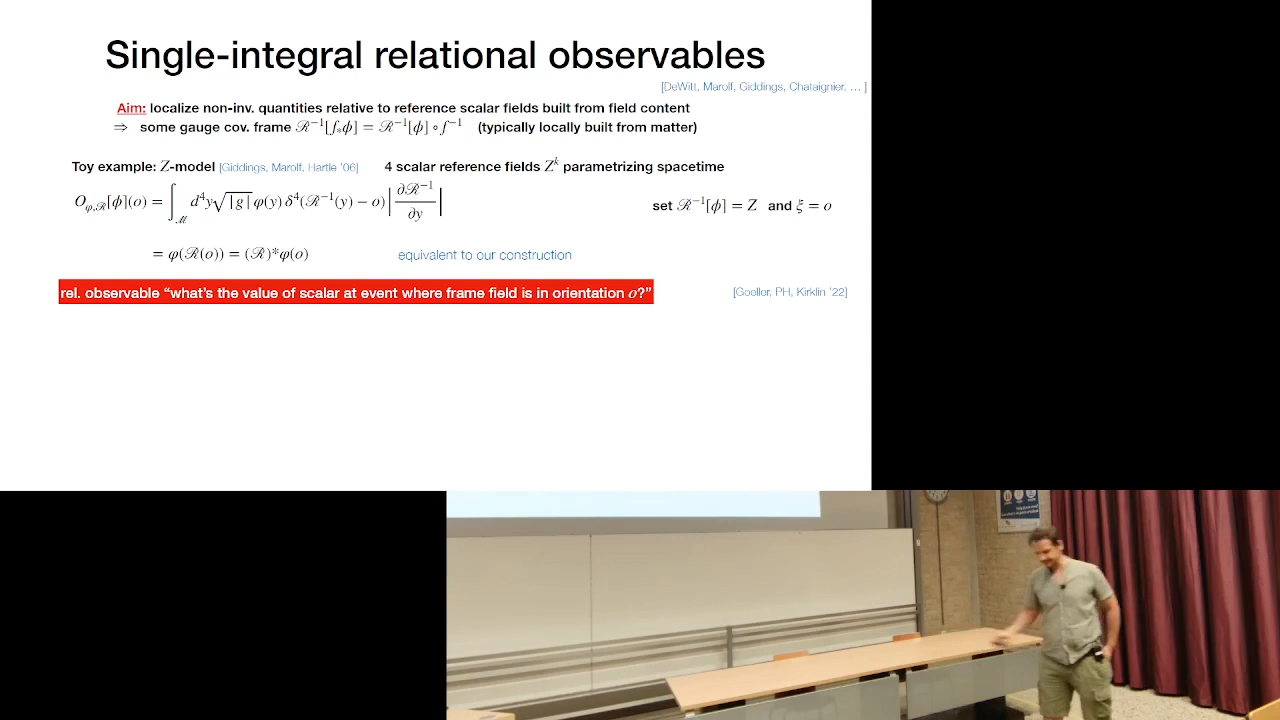 Single-integral relational observables
[DeWitt, Marolf, Giddings, Chataignier, … ]
Aim: localize non-inv. quantities relative to reference scalar fields built from field content
⇒ some gauge cov. frame ℛ⁻¹[f⁎ϕ] = ℛ⁻¹[ϕ] ∘ f⁻¹ (typically locally built from matter)
Toy example: Z-model [Giddings, Marolf, Hartle '06] 4 scalar reference fields Zᵏ parametrizing spacetime
O_{φ,ℛ}[ϕ](o) = ∫_ℳ d⁴y√|g| φ(y) δ⁴(ℛ⁻¹(y) − o) |∂ℛ⁻¹/∂y| set ℛ⁻¹[ϕ] = Z and ξ = o
= φ(ℛ(o)) = (ℛ)*φ(o) equivalent to our construction
rel. observable “what's the value of scalar at event where frame field is in orientation o?” [Goeller, PH, Kirklin '22]